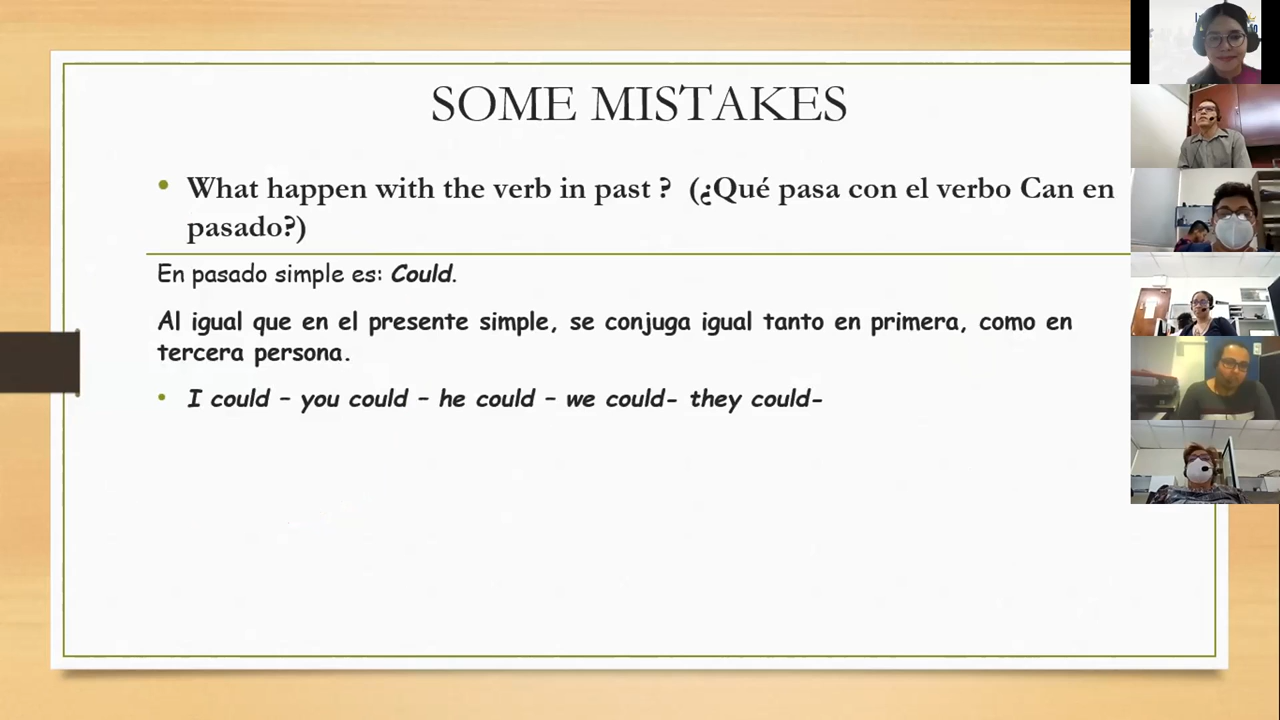 SOME MISTAKES
• What happen with the verb in past ? (¿Qué pasa con el verbo Can en
pasado?)
En pasado simple es: Could.
Al igual que en el presente simple, se conjuga igual tanto en primera, como en
tercera persona.
• I could – you could – he could – we could- they could-